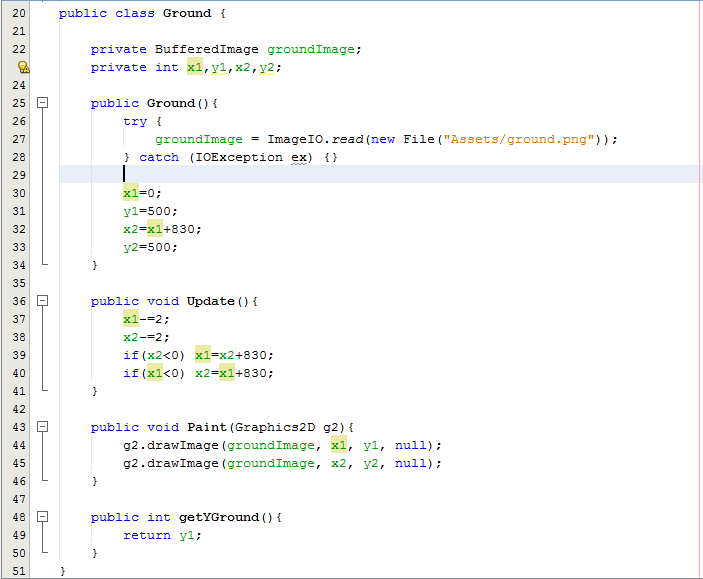 20 public class Ground {
21
22     private BufferedImage groundImage;
    private int x1,y1,x2,y2;
24
25     public Ground(){
26         try {
27             groundImage = ImageIO.read(new File("Assets/ground.png"));
28         } catch (IOException ex) {}
29
30         x1=0;
31         y1=500;
32         x2=x1+830;
33         y2=500;
34     }
35
36     public void Update(){
37         x1-=2;
38         x2-=2;
39         if(x2<0) x1=x2+830;
40         if(x1<0) x2=x1+830;
41     }
42
43     public void Paint(Graphics2D g2){
44         g2.drawImage(groundImage, x1, y1, null);
45         g2.drawImage(groundImage, x2, y2, null);
46     }
47
48     public int getYGround(){
49         return y1;
50     }
51 }